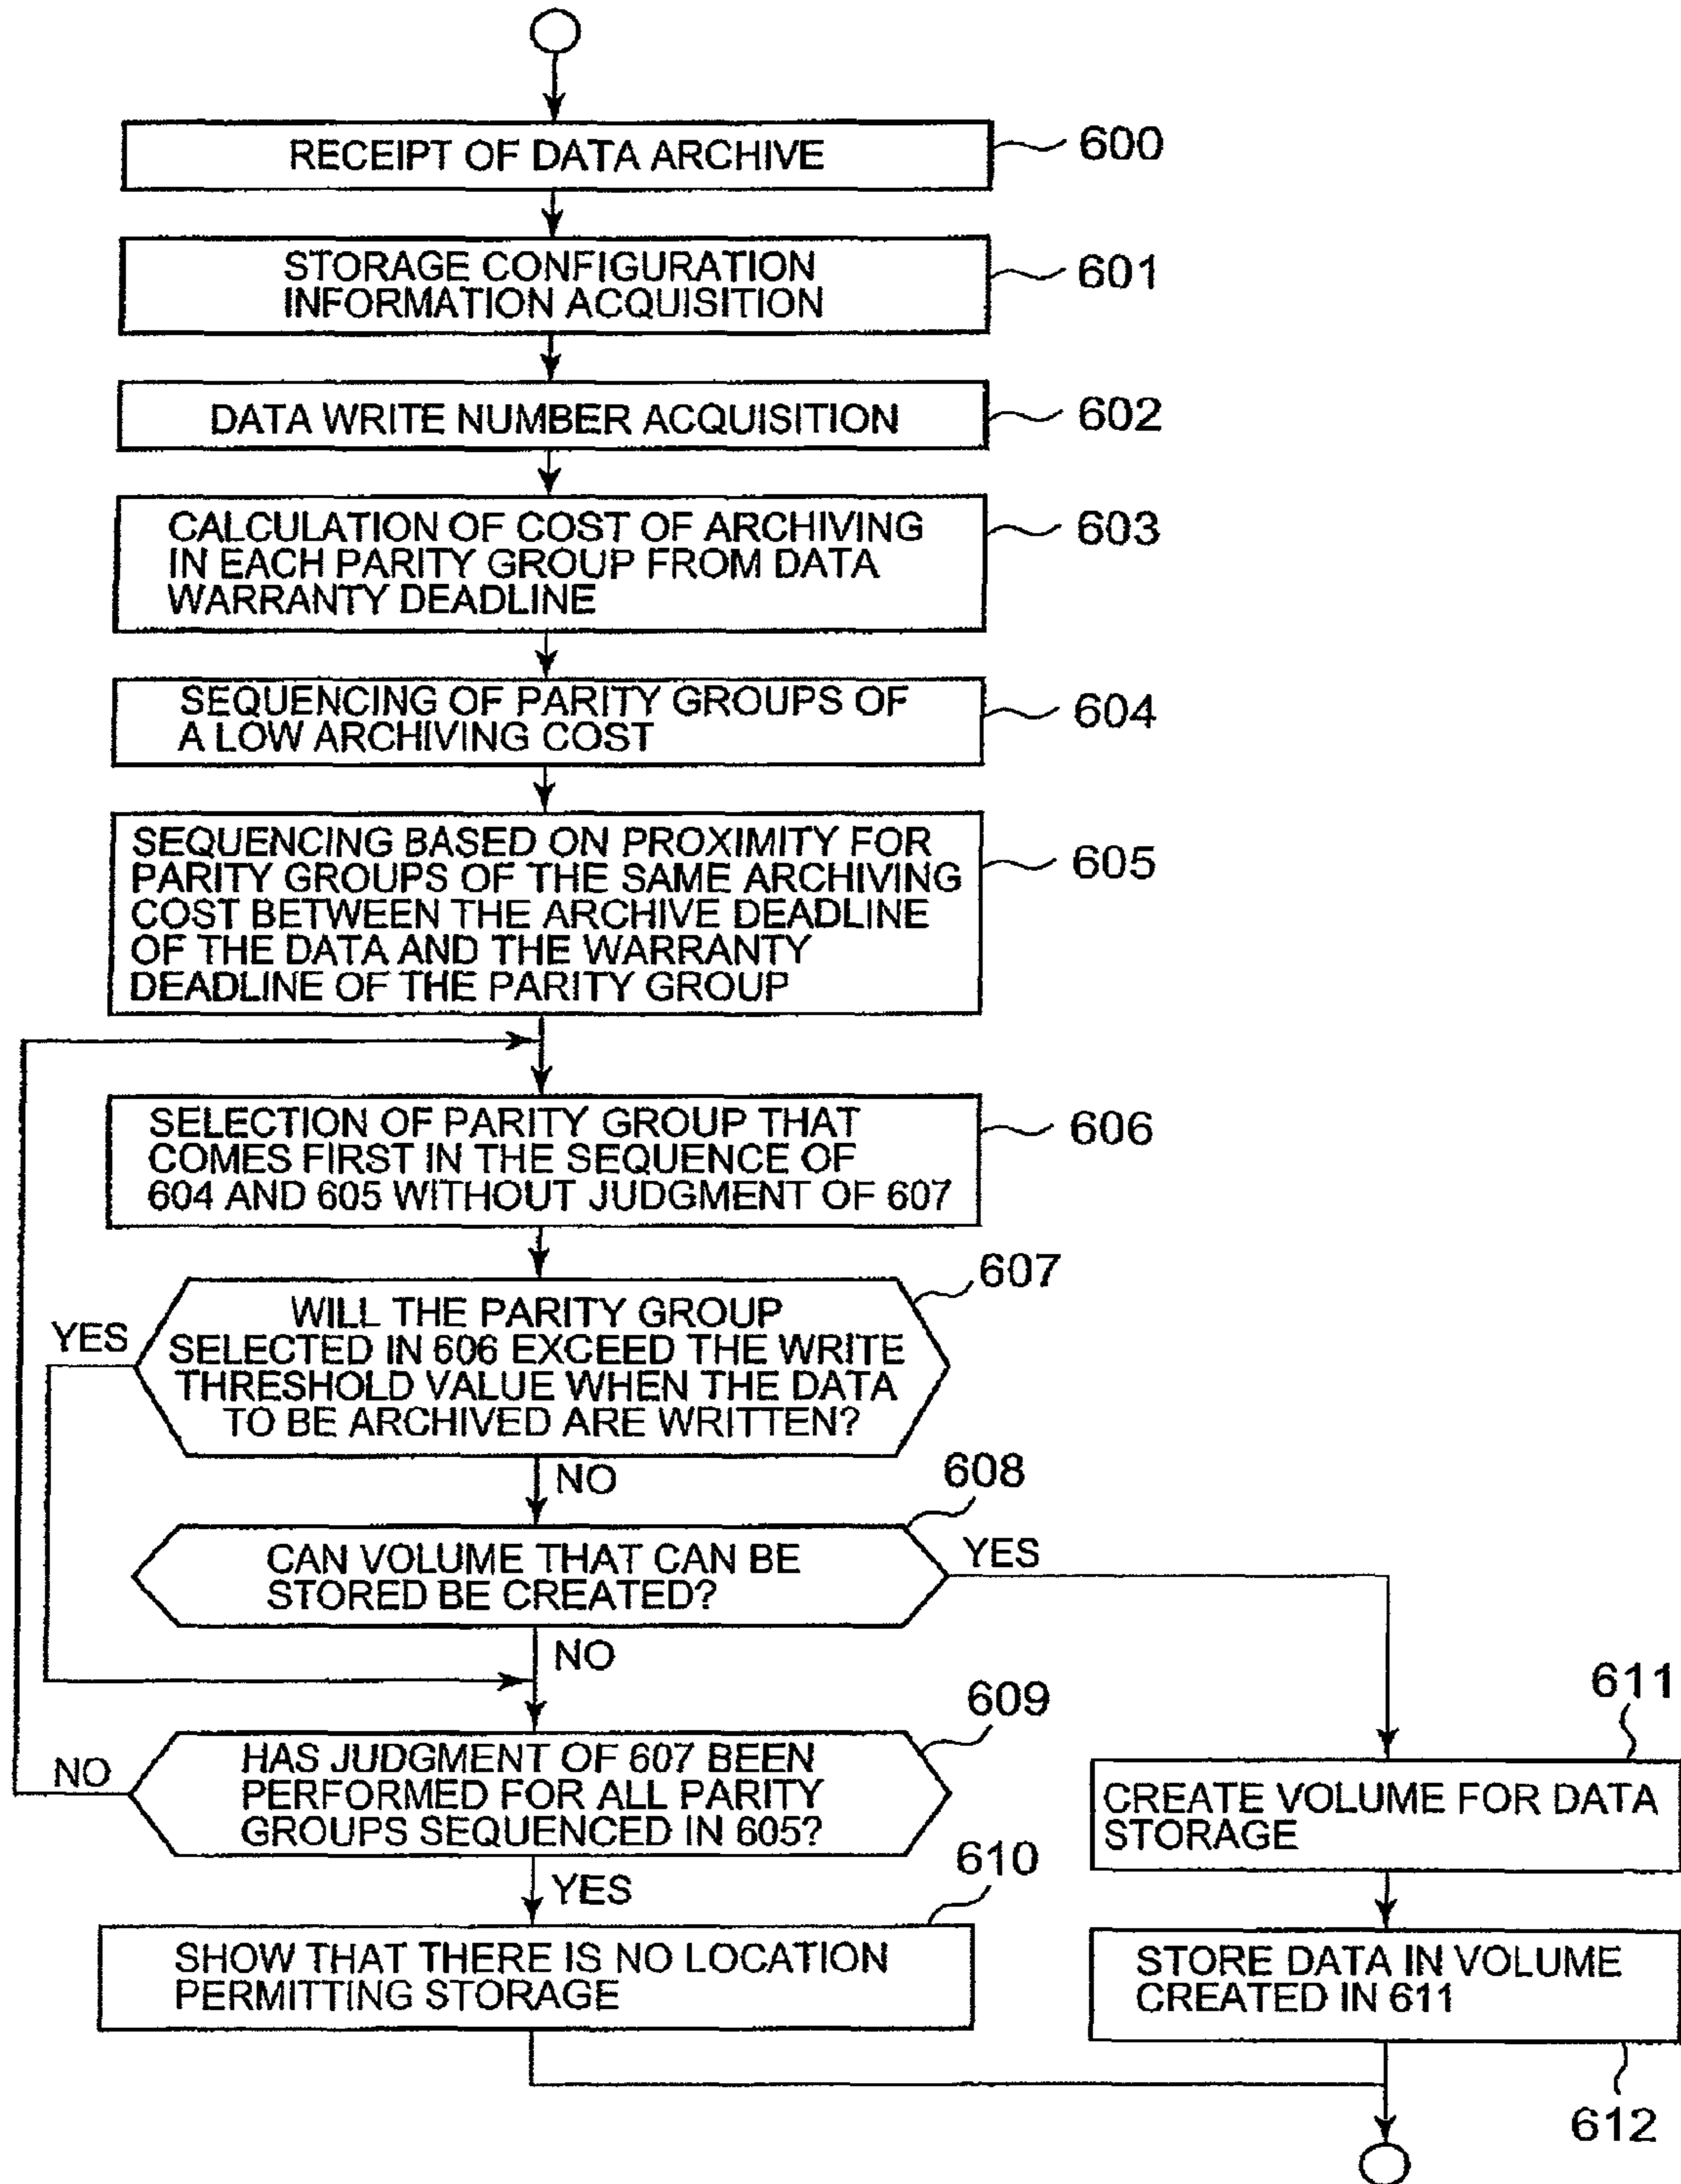 RECEIPT OF DATA ARCHIVE
600
STORAGE CONFIGURATION
INFORMATION ACQUISITION
601
DATA WRITE NUMBER ACQUISITION
602
CALCULATION OF COST OF ARCHIVING
IN EACH PARITY GROUP FROM DATA
WARRANTY DEADLINE
603
SEQUENCING OF PARITY GROUPS OF
A LOW ARCHIVING COST
604
SEQUENCING BASED ON PROXIMITY FOR
PARITY GROUPS OF THE SAME ARCHIVING
COST BETWEEN THE ARCHIVE DEADLINE
OF THE DATA AND THE WARRANTY
DEADLINE OF THE PARITY GROUP
605
SELECTION OF PARITY GROUP THAT
COMES FIRST IN THE SEQUENCE OF
604 AND 605 WITHOUT JUDGMENT OF 607
606
WILL THE PARITY GROUP
SELECTED IN 606 EXCEED THE WRITE
THRESHOLD VALUE WHEN THE DATA
TO BE ARCHIVED ARE WRITTEN?
607
YES
NO
CAN VOLUME THAT CAN BE
STORED BE CREATED?
608
YES
NO
HAS JUDGMENT OF 607 BEEN
PERFORMED FOR ALL PARITY
GROUPS SEQUENCED IN 605?
609
NO
YES
SHOW THAT THERE IS NO LOCATION
PERMITTING STORAGE
610
CREATE VOLUME FOR DATA
STORAGE
611
STORE DATA IN VOLUME
CREATED IN 611
612